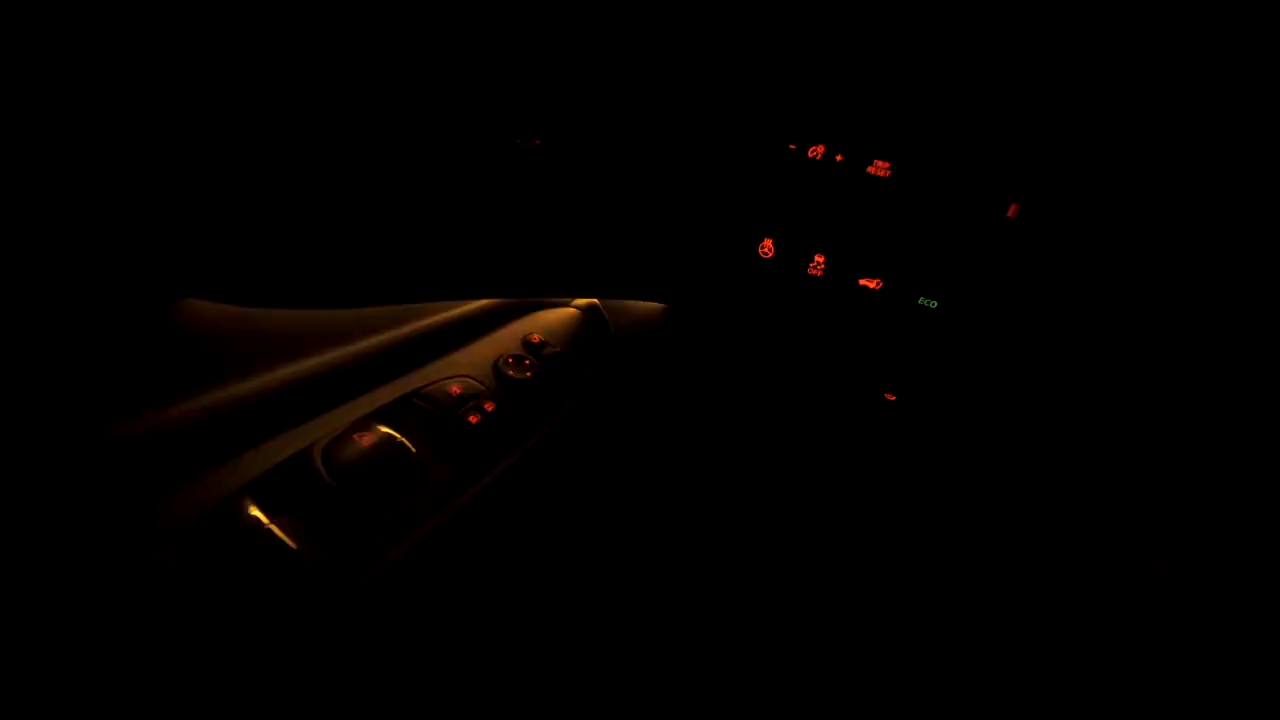 - +
TRIP
RESET
OFF
ECO